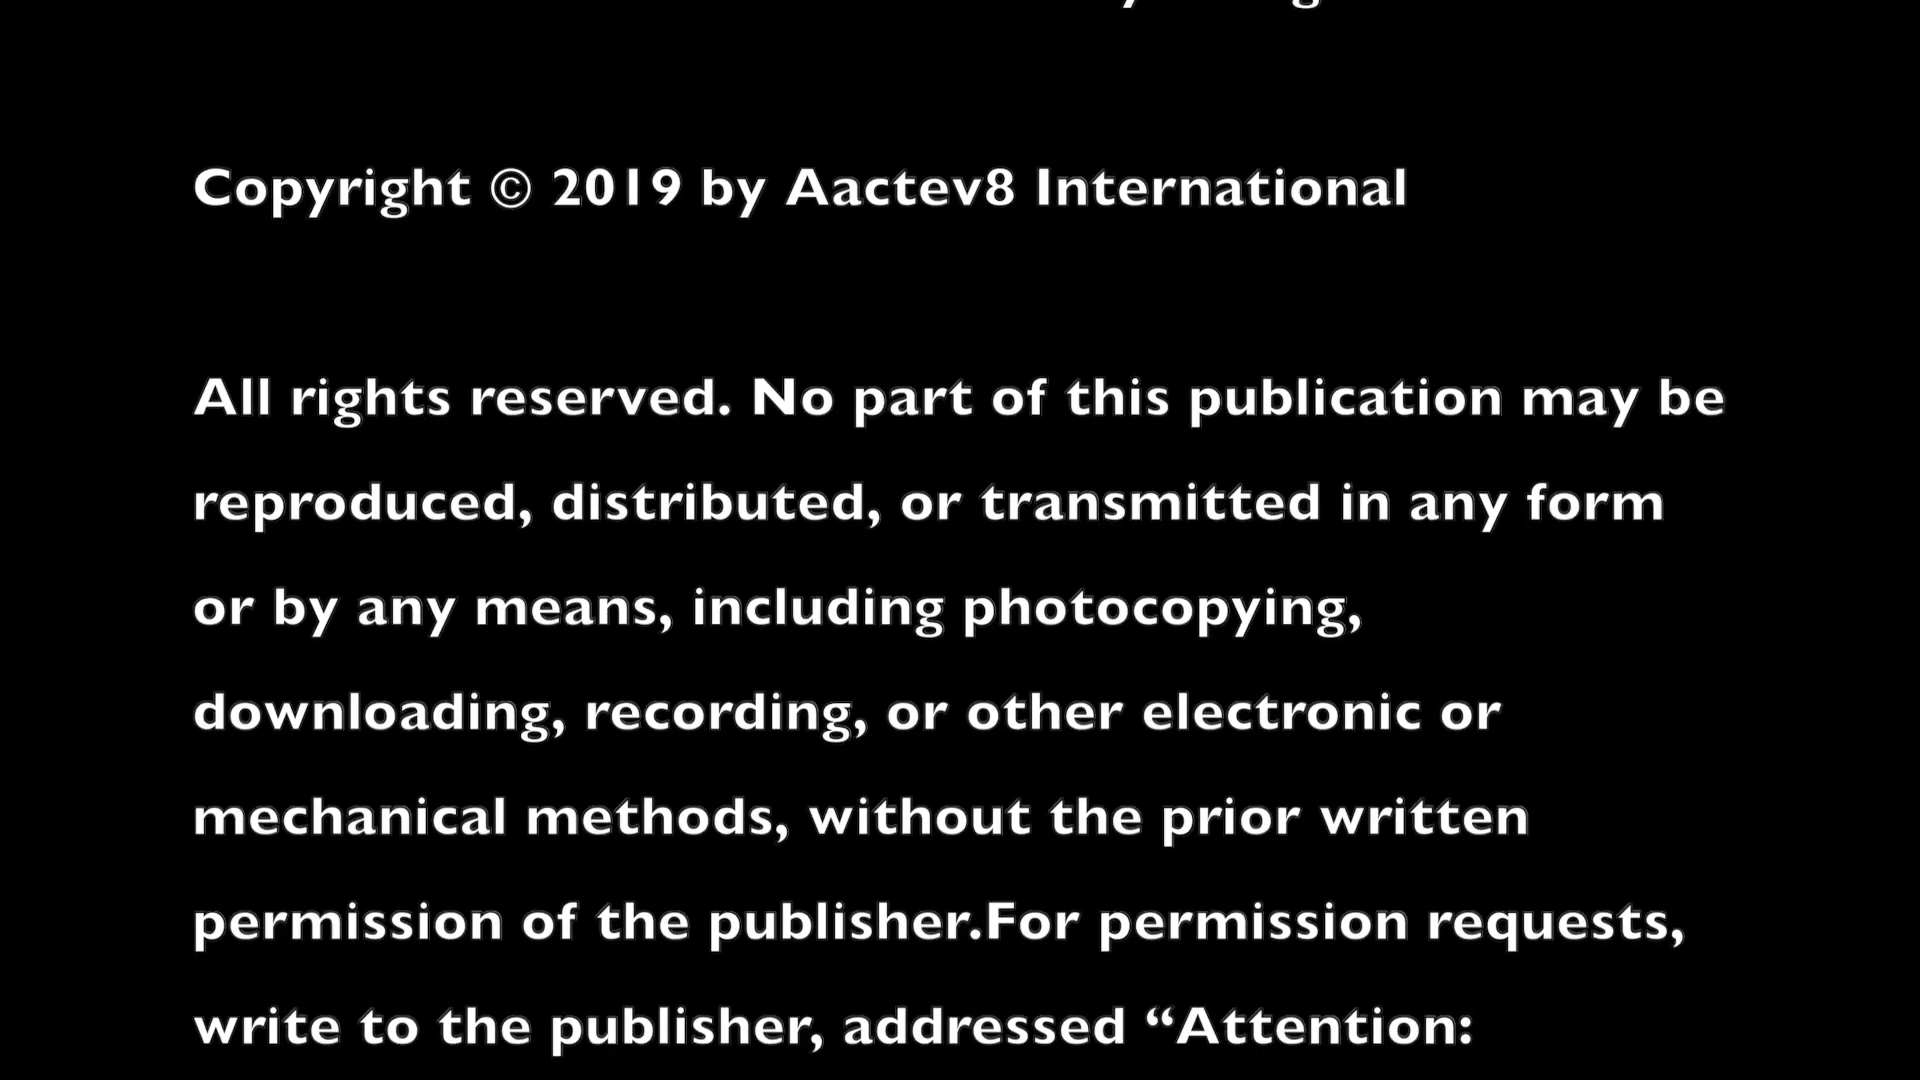 Copyright © 2019 by Aactev8 International
All rights reserved. No part of this publication may be
reproduced, distributed, or transmitted in any form
or by any means, including photocopying,
downloading, recording, or other electronic or
mechanical methods, without the prior written
permission of the publisher.For permission requests,
write to the publisher, addressed “Attention: